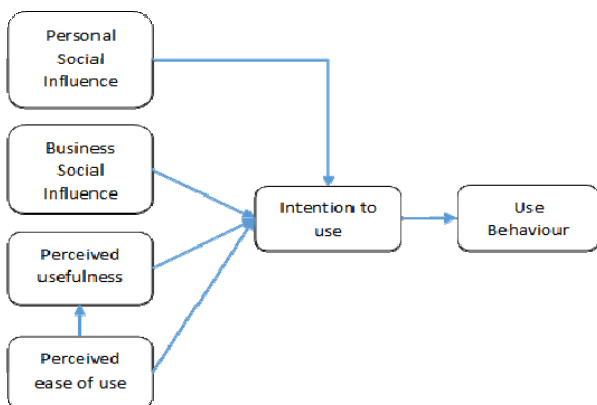 Personal
Social
Influence
Business
Social
Influence
Intention to
use
Use
Behaviour
Perceived
usefulness
Perceived
ease of use